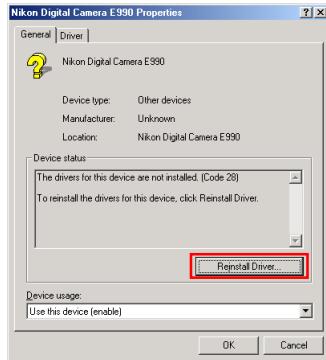 Nikon Digital Camera E990 Properties
General Driver
Nikon Digital Camera E990
Device type: Other devices
Manufacturer: Unknown
Location: Nikon Digital Camera E990
Device status
The drivers for this device are not installed. (Code 28)
To reinstall the drivers for this device, click Reinstall Driver.
Reinstall Driver...
Device usage:
Use this device (enable)
OK Cancel